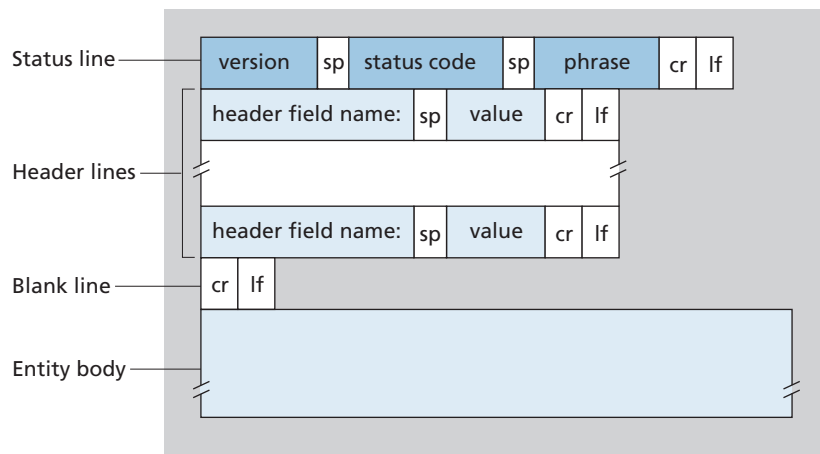 Status line version sp status code sp phrase cr lf
header field name: sp value cr lf
Header lines
header field name: sp value cr lf
Blank line cr lf
Entity body